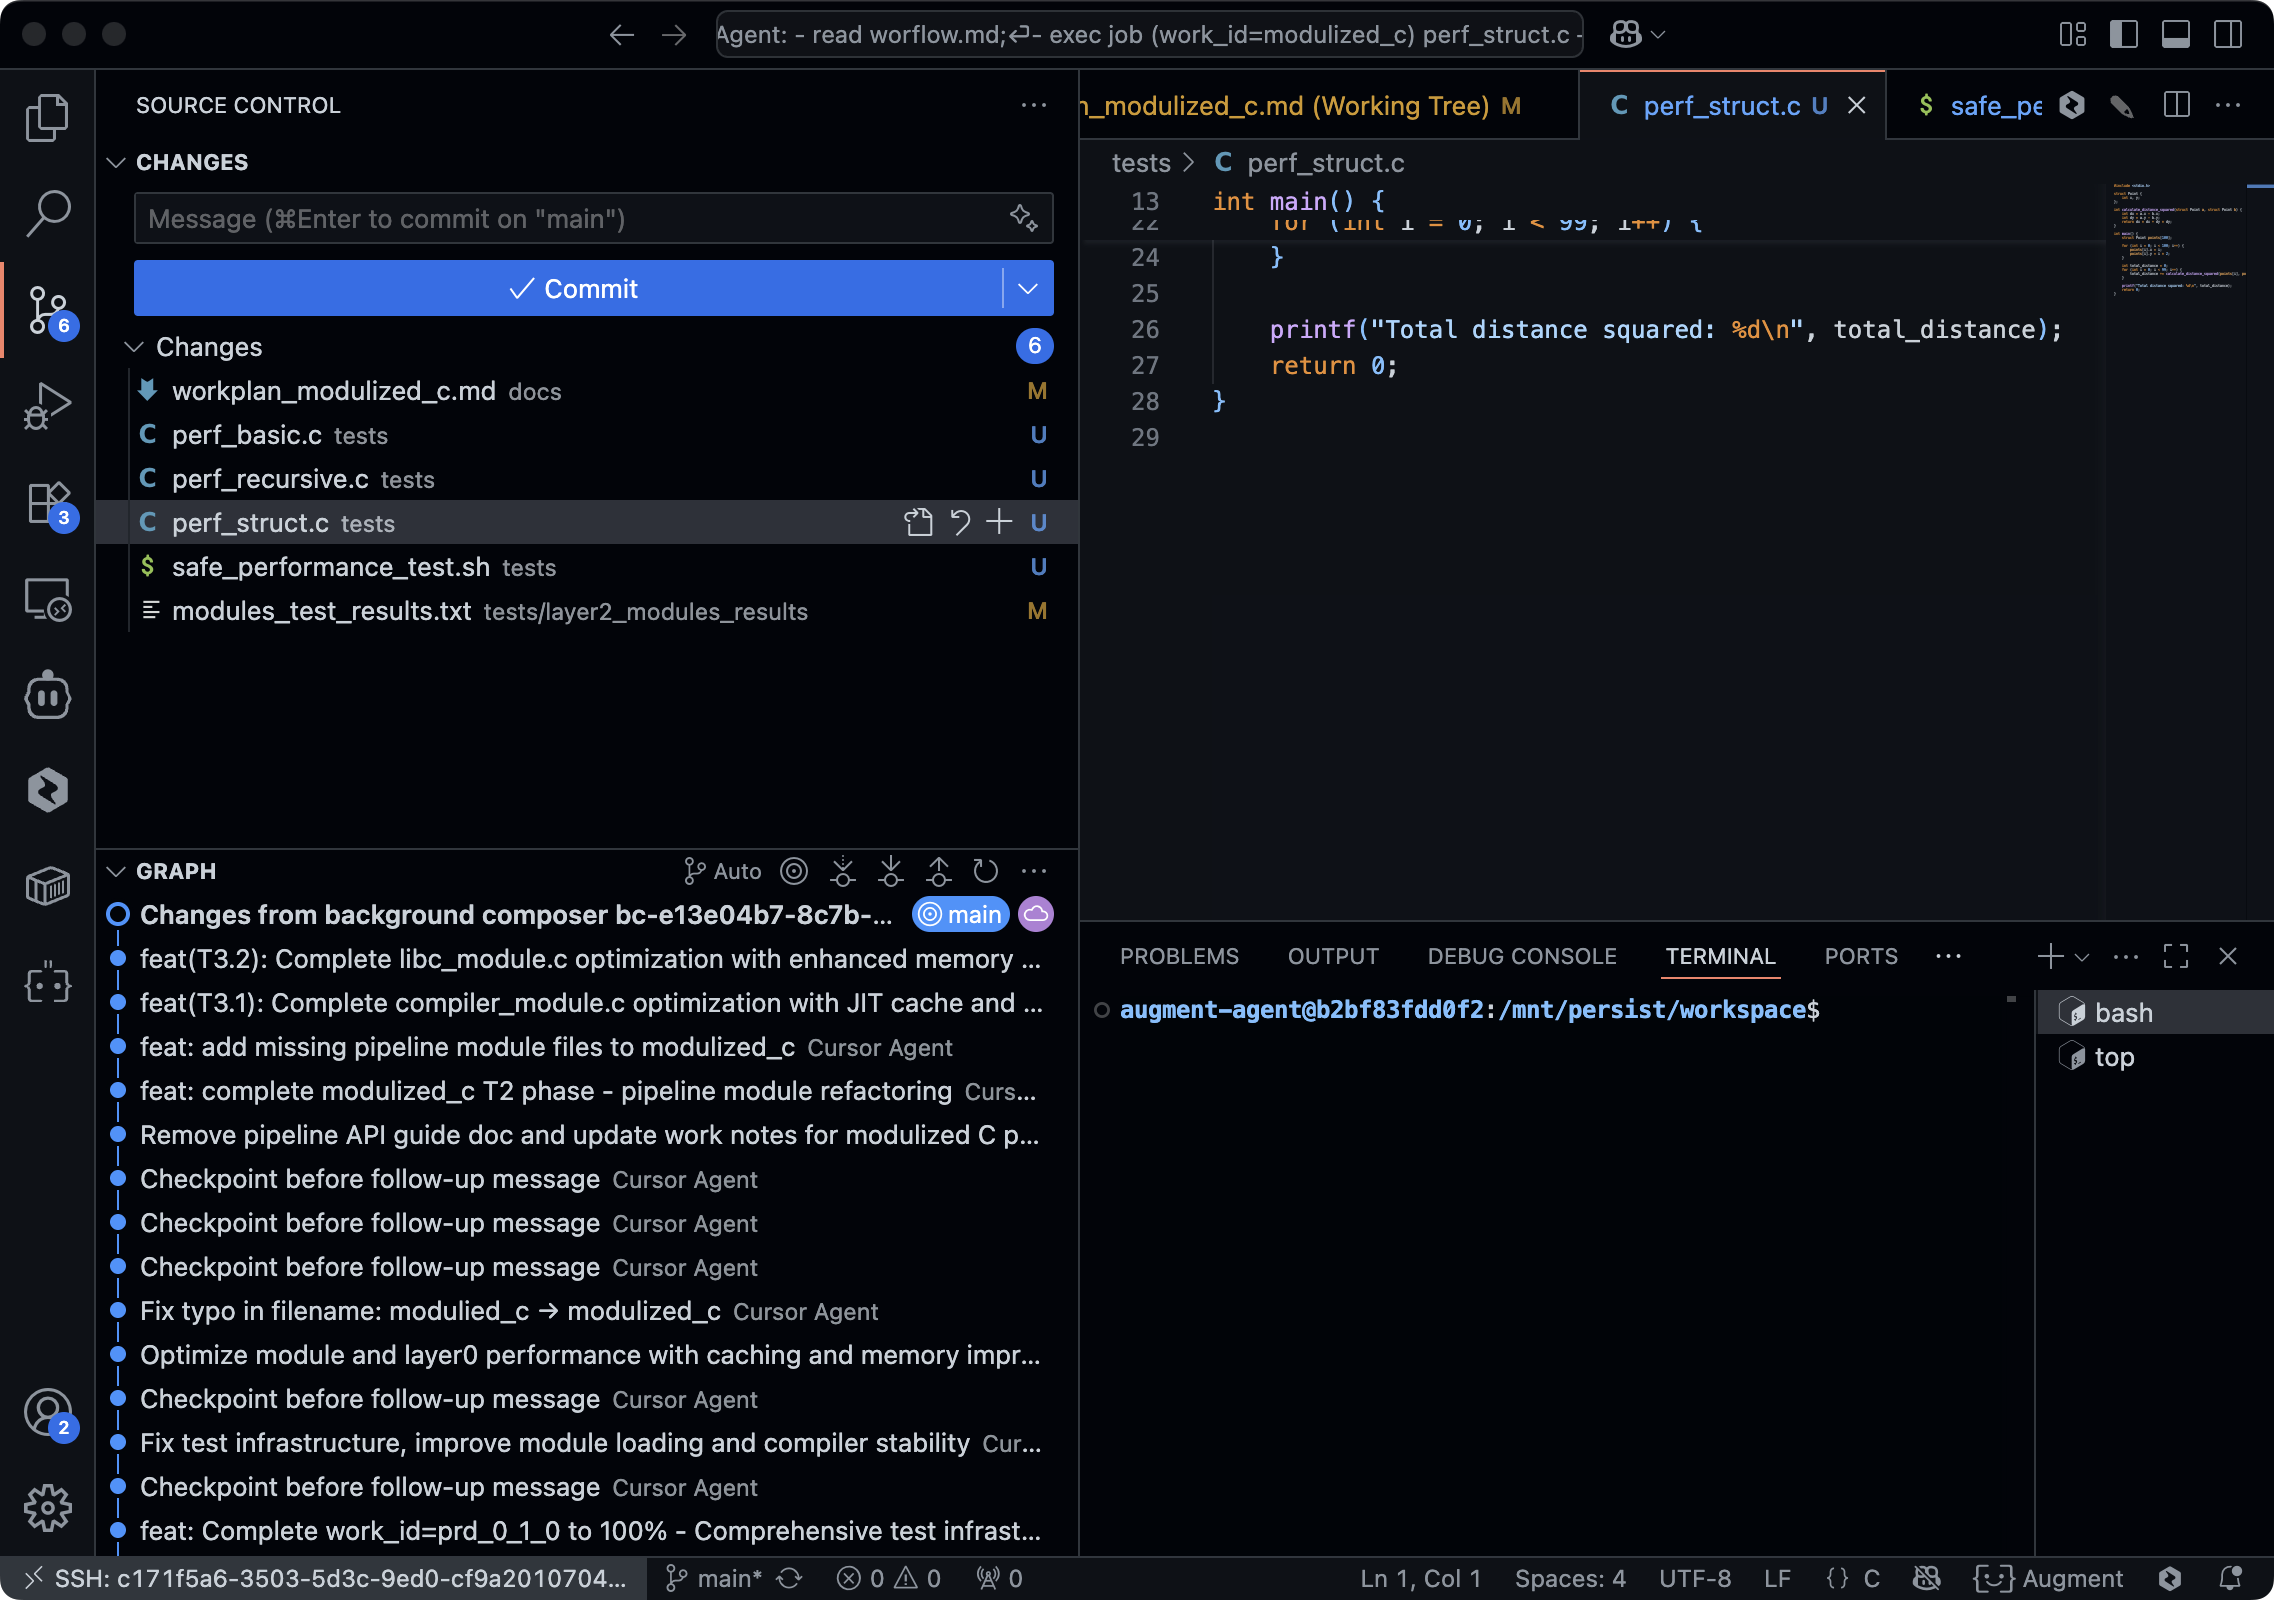 Agent: - read worflow.md;⏎- exec job (work_id=modulized_c) perf_struct.c -
SOURCE CONTROL
CHANGES
Message (⌘Enter to commit on "main")
Commit
Changes 6
workplan_modulized_c.md docs M
perf_basic.c tests U
perf_recursive.c tests U
perf_struct.c tests U
safe_performance_test.sh tests U
modules_test_results.txt tests/layer2_modules_results M
6
3
2
GRAPH Auto
Changes from background composer bc-e13e04b7-8c7b-... main
feat(T3.2): Complete libc_module.c optimization with enhanced memory ...
feat(T3.1): Complete compiler_module.c optimization with JIT cache and ...
feat: add missing pipeline module files to modulized_c Cursor Agent
feat: complete modulized_c T2 phase - pipeline module refactoring Curs...
Remove pipeline API guide doc and update work notes for modulized C p...
Checkpoint before follow-up message Cursor Agent
Checkpoint before follow-up message Cursor Agent
Checkpoint before follow-up message Cursor Agent
Fix typo in filename: modulied_c → modulized_c Cursor Agent
Optimize module and layer0 performance with caching and memory impr...
Checkpoint before follow-up message Cursor Agent
Fix test infrastructure, improve module loading and compiler stability Cur...
Checkpoint before follow-up message Cursor Agent
feat: Complete work_id=prd_0_1_0 to 100% - Comprehensive test infrast...
n_modulized_c.md (Working Tree) M
C perf_struct.c U
$ safe_pe
tests > C perf_struct.c
13 int main() {
22 for (int i = 0; i < 99; i++) {
24 }
25
26 printf("Total distance squared: %d\n", total_distance);
27 return 0;
28 }
29
PROBLEMS OUTPUT DEBUG CONSOLE TERMINAL PORTS
augment-agent@b2bf83fdd0f2:/mnt/persist/workspace$
bash
top
SSH: c171f5a6-3503-5d3c-9ed0-cf9a2010704... main* 0 0 0
Ln 1, Col 1 Spaces: 4 UTF-8 LF {} C Augment